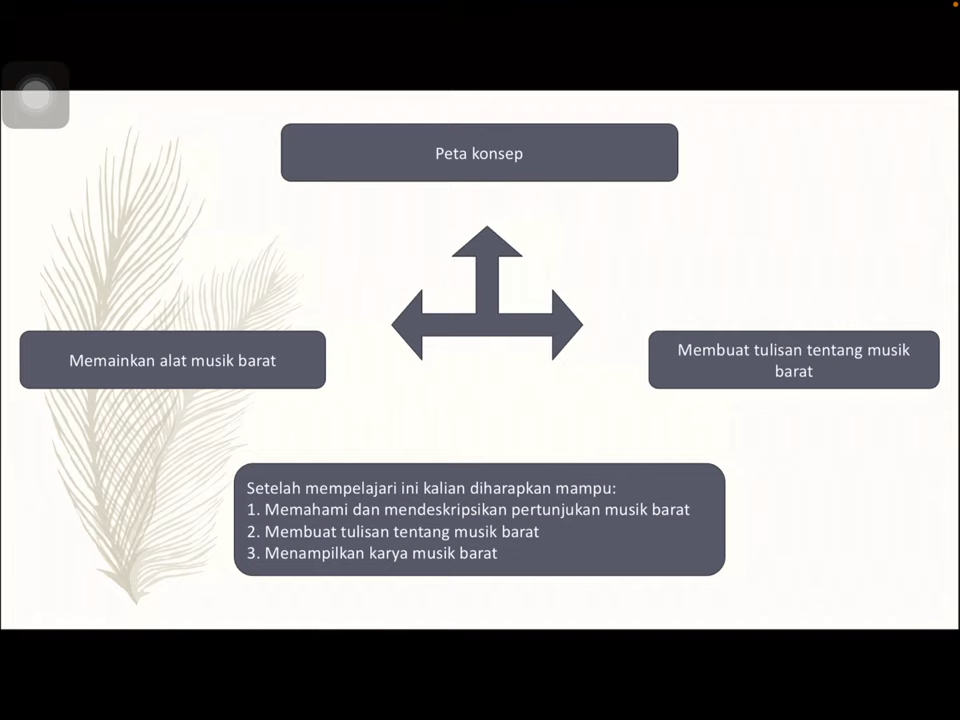 Peta konsep
Memainkan alat musik barat
Membuat tulisan tentang musik
barat
Setelah mempelajari ini kalian diharapkan mampu:
1. Memahami dan mendeskripsikan pertunjukan musik barat
2. Membuat tulisan tentang musik barat
3. Menampilkan karya musik barat